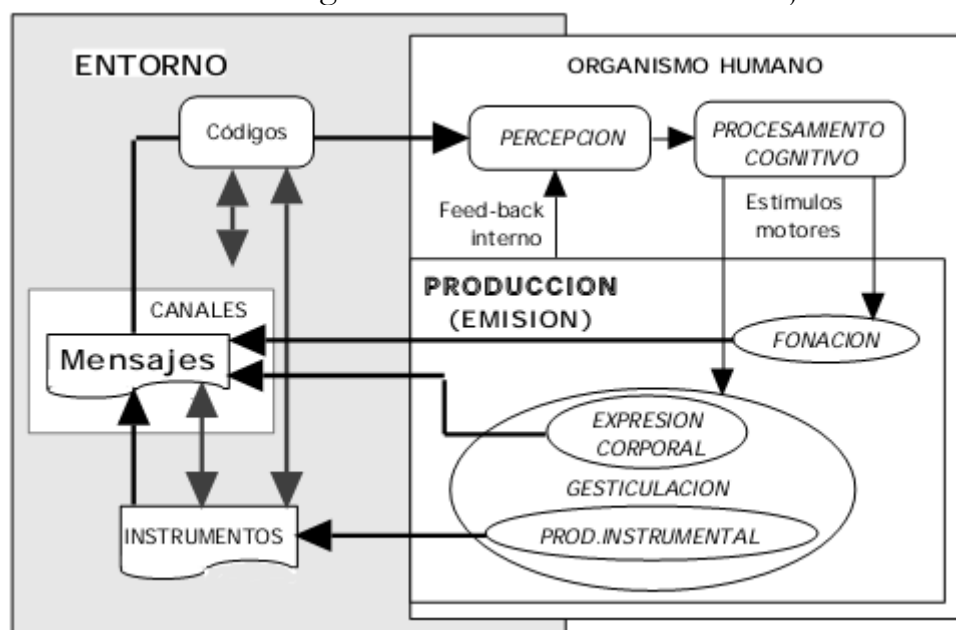 ENTORNO
ORGANISMO HUMANO
Códigos
PERCEPCION
PROCESAMIENTO
COGNITIVO
Feed-back
interno
Estímulos
motores
PRODUCCION
(EMISION)
CANALES
Mensajes
FONACION
EXPRESION
CORPORAL
GESTICULACION
INSTRUMENTOS
PROD.INSTRUMENTAL